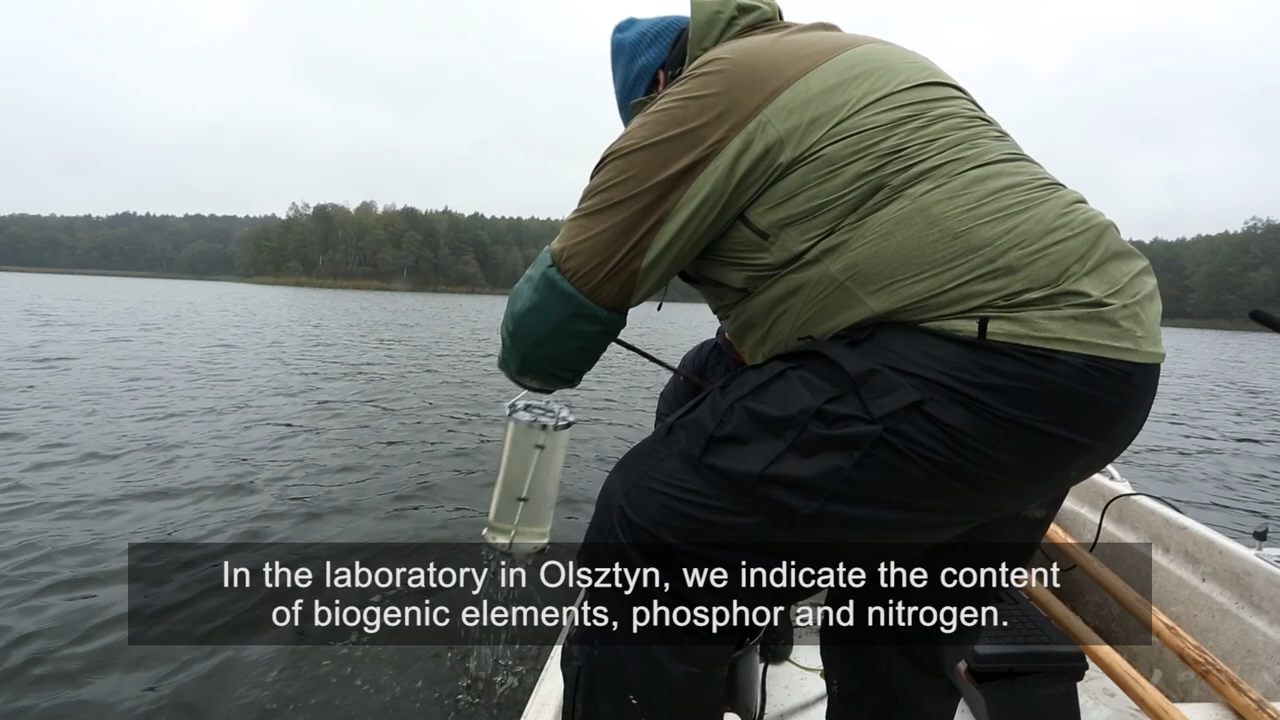 In the laboratory in Olsztyn, we indicate the content
of biogenic elements, phosphor and nitrogen.